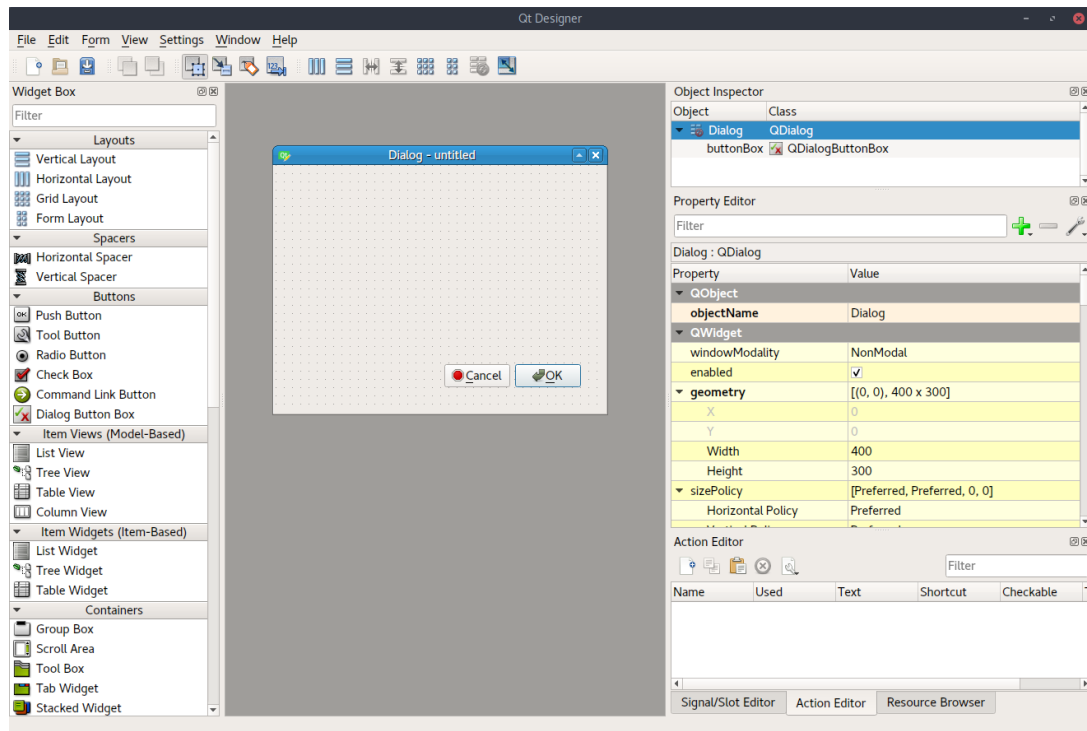 Qt Designer
File Edit Form View Settings Window Help
Widget Box
Filter
Layouts
Vertical Layout
Horizontal Layout
Grid Layout
Form Layout
Spacers
Horizontal Spacer
Vertical Spacer
Buttons
Push Button
Tool Button
Radio Button
Check Box
Command Link Button
Dialog Button Box
Item Views (Model-Based)
List View
Tree View
Table View
Column View
Item Widgets (Item-Based)
List Widget
Tree Widget
Table Widget
Containers
Group Box
Scroll Area
Tool Box
Tab Widget
Stacked Widget
Dialog - untitled
Cancel OK
Object Inspector
Object Class
Dialog QDialog
buttonBox QDialogButtonBox
Property Editor
Filter
Dialog : QDialog
Property Value
QObject
objectName Dialog
QWidget
windowModality NonModal
enabled
geometry [(0, 0), 400 x 300]
X 0
Y 0
Width 400
Height 300
sizePolicy [Preferred, Preferred, 0, 0]
Horizontal Policy Preferred
Action Editor
Filter
Name Used Text Shortcut Checkable
Signal/Slot Editor Action Editor Resource Browser